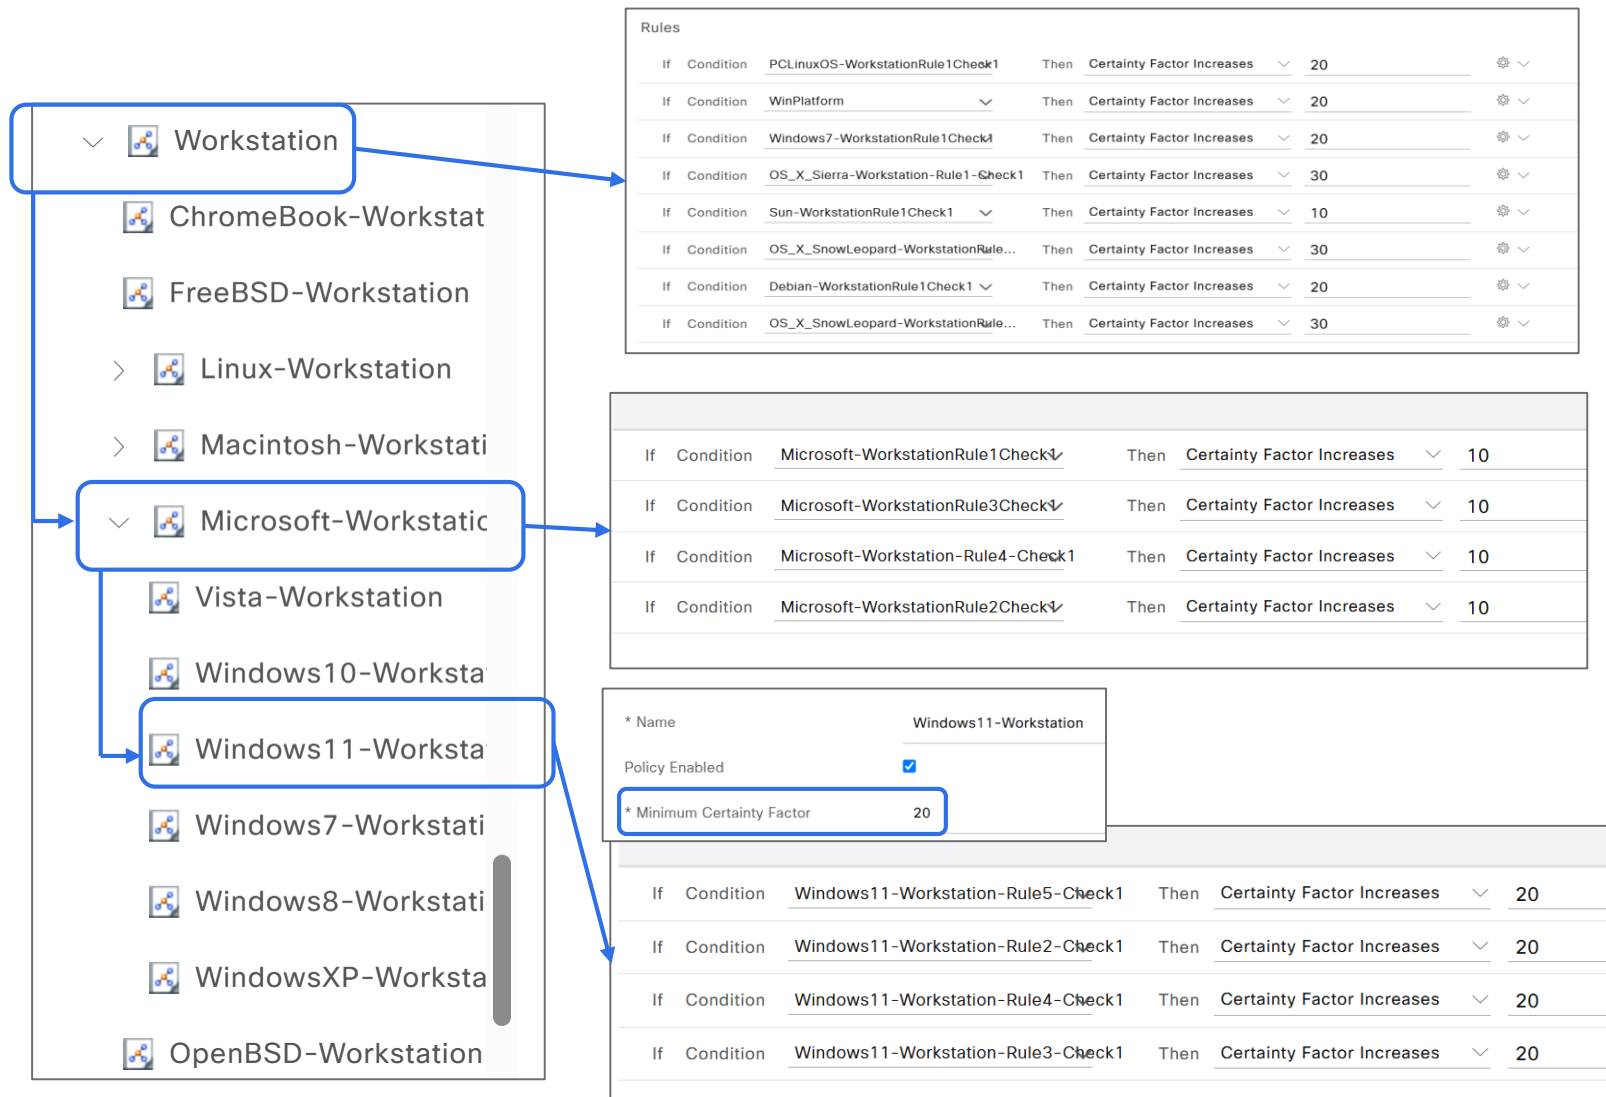 Workstation
ChromeBook-Workstat
FreeBSD-Workstation
Linux-Workstation
Macintosh-Workstati
Microsoft-Workstatio
Vista-Workstation
Windows10-Worksta
Windows11-Worksta
Windows7-Workstati
Windows8-Workstati
WindowsXP-Worksta
OpenBSD-Workstation
Rules
If Condition PCLinuxOS-WorkstationRule1Check1 Then Certainty Factor Increases 20
If Condition WinPlatform Then Certainty Factor Increases 20
If Condition Windows7-WorkstationRule1Check1 Then Certainty Factor Increases 20
If Condition OS_X_Sierra-Workstation-Rule1-Check1 Then Certainty Factor Increases 30
If Condition Sun-WorkstationRule1Check1 Then Certainty Factor Increases 10
If Condition OS_X_SnowLeopard-WorkstationRule... Then Certainty Factor Increases 30
If Condition Debian-WorkstationRule1Check1 Then Certainty Factor Increases 20
If Condition OS_X_SnowLeopard-WorkstationRule... Then Certainty Factor Increases 30
If Condition Microsoft-WorkstationRule1Check1 Then Certainty Factor Increases 10
If Condition Microsoft-WorkstationRule3Check1 Then Certainty Factor Increases 10
If Condition Microsoft-Workstation-Rule4-Check1 Then Certainty Factor Increases 10
If Condition Microsoft-WorkstationRule2Check1 Then Certainty Factor Increases 10
* Name Windows11-Workstation
Policy Enabled
* Minimum Certainty Factor 20
If Condition Windows11-Workstation-Rule5-Check1 Then Certainty Factor Increases 20
If Condition Windows11-Workstation-Rule2-Check1 Then Certainty Factor Increases 20
If Condition Windows11-Workstation-Rule4-Check1 Then Certainty Factor Increases 20
If Condition Windows11-Workstation-Rule3-Check1 Then Certainty Factor Increases 20